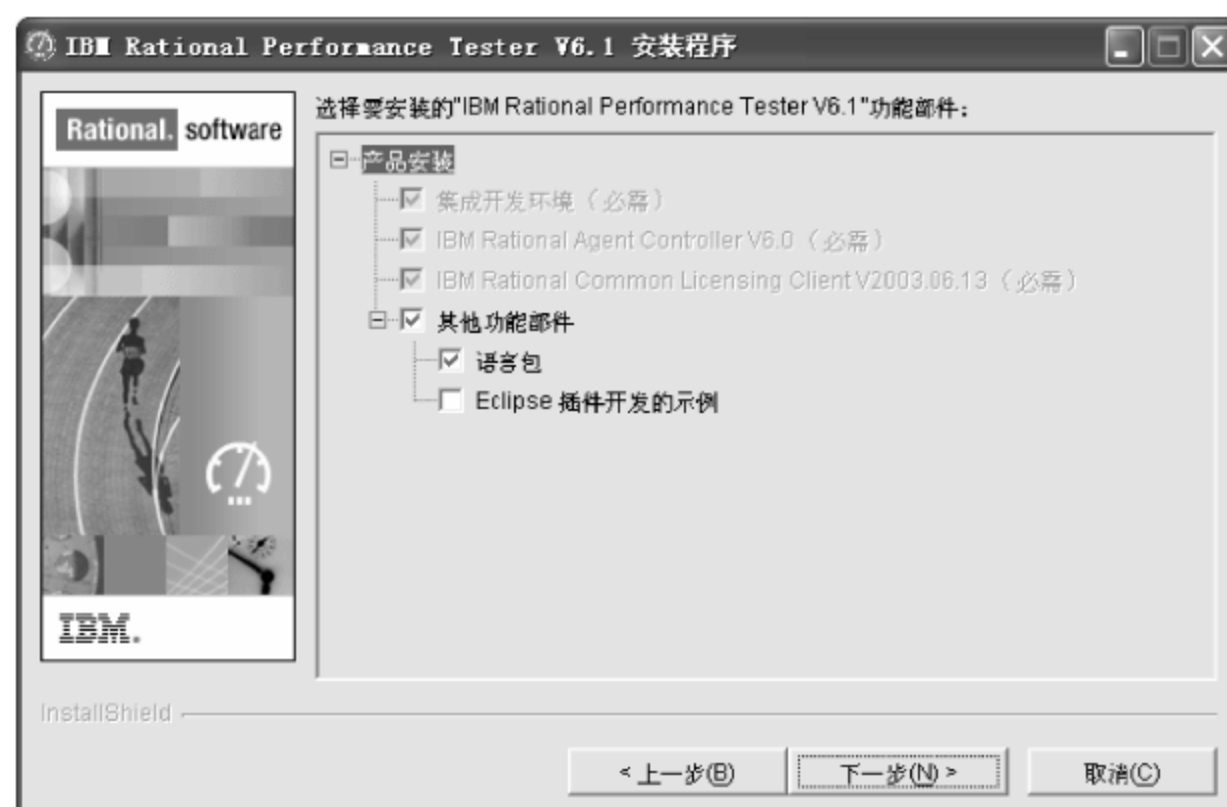 IBM Rational Performance Tester V6.1 安装程序
Rational. software
选择要安装的"IBM Rational Performance Tester V6.1"功能部件：
产品安装
集成开发环境（必需）
IBM Rational Agent Controller V6.0（必需）
IBM Rational Common Licensing Client V2003.06.13（必需）
其他功能部件
语言包
Eclipse 插件开发的示例
IBM.
InstallShield
<上一步(B)
下一步(N)>
取消(C)